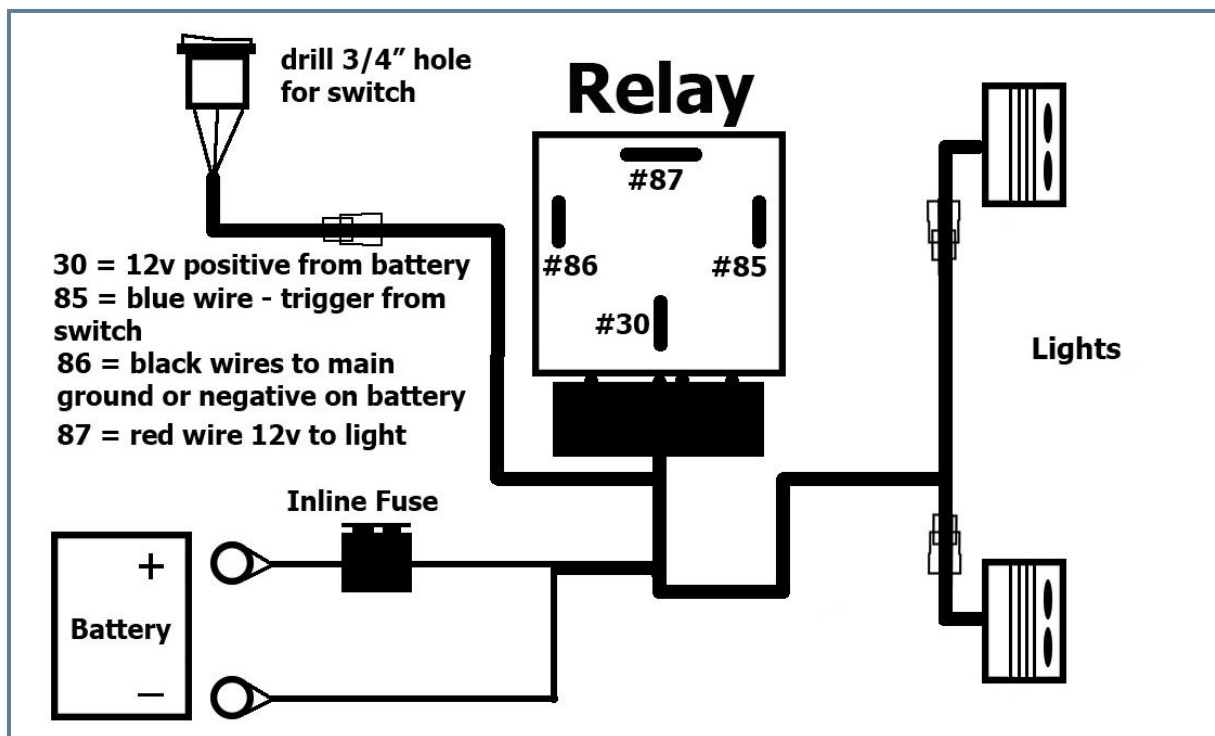 drill 3/4" hole
for switch
Relay
#87
#86
#85
#30
30 = 12v positive from battery
85 = blue wire - trigger from
switch
86 = black wires to main
ground or negative on battery
87 = red wire 12v to light
Lights
Inline Fuse
+
Battery
−